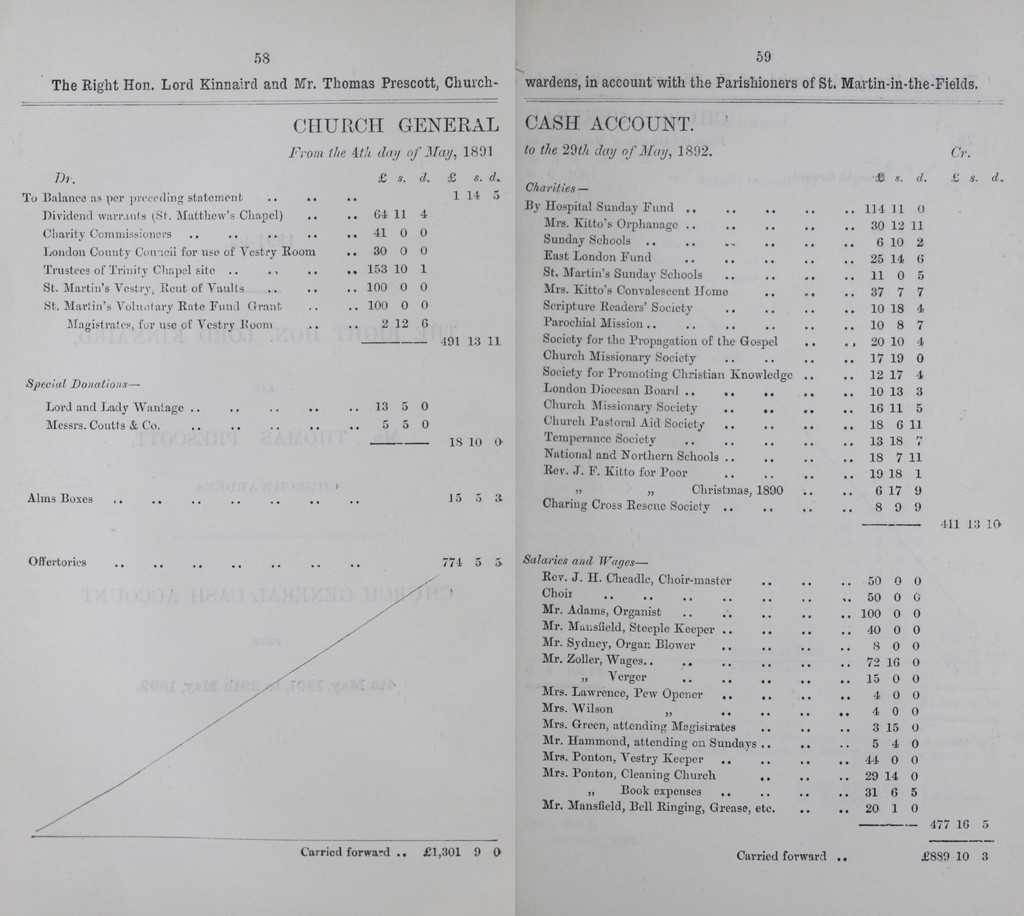 58
The Right Hon. Lord Kinnaird and Mr. Thomas Prescott, Church-
CHURCH GENERAL
From the 4th day of May, 1891
Dr. £ s. d. £ s. d.
To Balance as per preceding statement .. .. .. 1 14 5
Dividend warrants (St. Matthew's Chapel) .. .. 64 11 4
Charity Commissioners .. .. .. .. .. 41 0 0
London County Council for use of Vestry Room .. 30 0 0
Trustees of Trinity Chapel site .. .. .. .. 153 10 1
St. Martin's Vestry, Rent of Vaults .. .. .. 100 0 0
St. Martin's Voluntary Rate Fund Grant .. .. 100 0 0
Magistrates, for use of Vestry Room .. .. 2 12 6
491 13 11
Special Donations—
Lord and Lady Wantage .. .. .. .. .. 13 5 0
Messrs. Coutts & Co. .. .. .. .. .. 5 5 0
18 10 0
Alms Boxes .. .. .. .. .. .. .. 15 5 3
Offertories .. .. .. .. .. .. .. 774 5 5
Carried forward .. £1,301 9 0
59
wardens, in account with the Parishioners of St. Martin-in-the-Fields.
CASH ACCOUNT.
to the 29th day of May, 1892. Cr.
£ s. d. £ s. d.
Charities—
By Hospital Sunday Fund .. .. .. .. .. 114 11 0
Mrs. Kitto's Orphanage .. .. .. .. .. 30 12 11
Sunday Schools .. .. .. .. .. .. 6 10 2
East London Fund .. .. .. .. .. 25 14 6
St. Martin's Sunday Schools .. .. .. .. 11 0 5
Mrs. Kitto's Convalescent Home .. .. .. 37 7 7
Scripture Readers' Society .. .. .. .. 10 18 4
Parochial Mission .. .. .. .. .. .. 10 8 7
Society for the Propagation of the Gospel .. .. 20 10 4
Church Missionary Society .. .. .. .. 17 19 0
Society for Promoting Christian Knowledge .. .. 12 17 4
London Diocesan Board .. .. .. .. .. 10 13 3
Church Missionary Society .. .. .. .. 16 11 5
Church Pastoral Aid Society .. .. .. .. 18 6 11
Temperance Society .. .. .. .. .. 13 18 7
National and Northern Schools .. .. .. .. 18 7 11
Rev. J. F. Kitto for Poor .. .. .. .. 19 18 1
„ „ Christmas, 1890 .. .. 6 17 9
Charing Cross Rescue Society .. .. .. .. 8 9 9
411 13 10
Salaries and Wages—
Rev. J. H. Cheadle, Choir-master .. .. .. 50 0 0
Choir .. .. .. .. .. .. .. 50 0 0
Mr. Adams, Organist .. .. .. .. .. 100 0 0
Mr. Mansfield, Steeple Keeper .. .. .. .. 40 0 0
Mr. Sydney, Organ Blower .. .. .. .. 8 0 0
Mr. Zoller, Wages.. .. .. .. .. .. 72 16 0
„ Verger .. .. .. .. .. 15 0 0
Mrs. Lawrence, Pew Opener .. .. .. .. 4 0 0
Mrs. Wilson „ .. .. .. .. 4 0 0
Mrs. Green, attending Magistrates .. .. .. 3 15 0
Mr. Hammond, attending on Sundays .. .. .. 5 4 0
Mrs. Ponton, Vestry Keeper .. .. .. .. 44 0 0
Mrs. Ponton, Cleaning Church .. .. .. 29 14 0
„ Book expenses .. .. .. .. 31 6 5
Mr. Mansfield, Bell Ringing, Grease, etc. .. .. 20 1 0
477 16 5
Carried forward .. £889 10 3